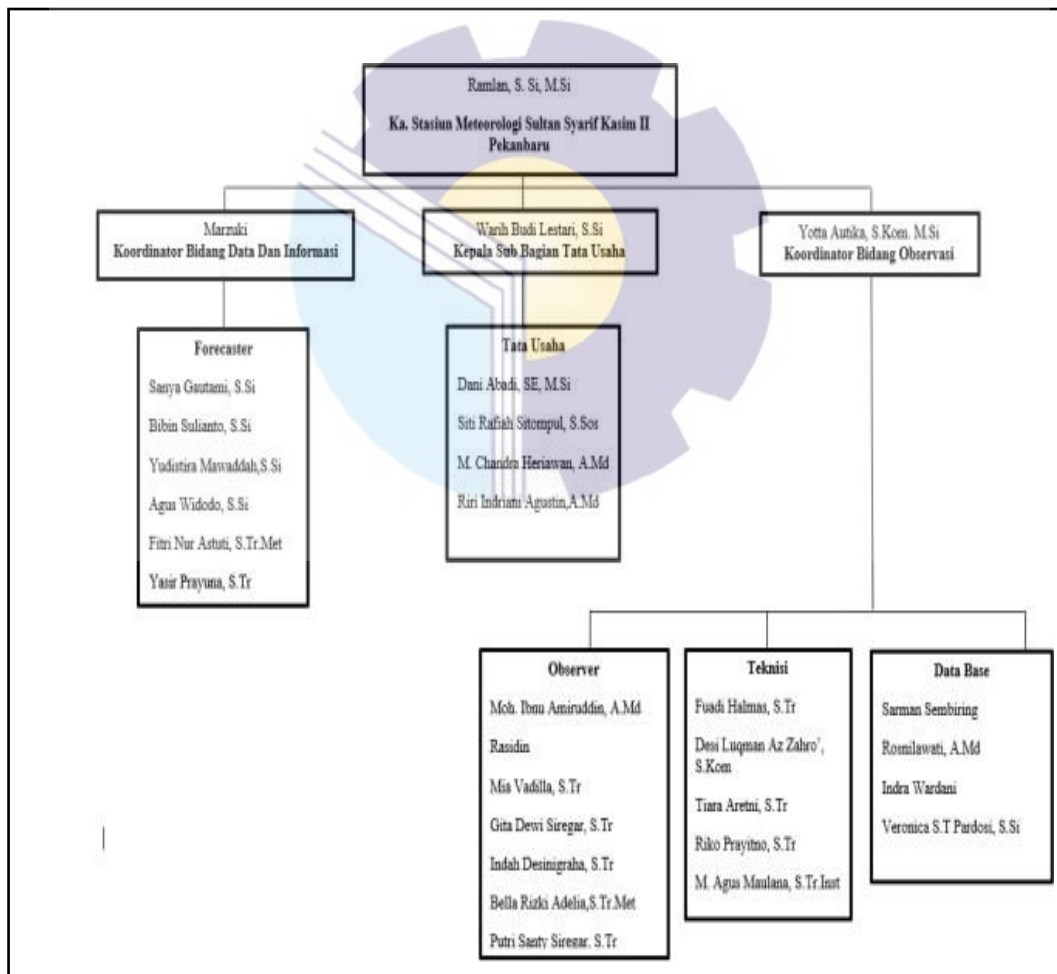 Ramlan, S. Si, M.Si
Ka. Stasiun Meteorologi Sultan Syarif Kasim II
Pekanbaru
Marzuki
Koordinator Bidang Data Dan Informasi
Warih Budi Lestari, S.Si
Kepala Sub Bagian Tata Usaha
Yotta Autika, S.Kom. M.Si
Koordinator Bidang Observasi
Forecaster
Sanya Gautami, S.Si
Bibin Sulianto, S.Si
Yudistira Mawaddah,S.Si
Agus Widodo, S.Si
Fitri Nur Astuti, S.Tr.Met
Yasir Prayuna, S.Tr
Tata Usaha
Dani Abadi, SE, M.Si
Siti Rafiah Sitompul, S.Sos
M. Chandra Heriawan, A.Md
Riri Indriani Agustin,A.Md
Observer
Moh. Ibnu Amiruddin, A.Md
Rasidin
Mia Vadilla, S.Tr
Gita Dewi Siregar, S.Tr
Indah Desinigraha, S.Tr
Bella Rizki Adelia,S.Tr.Met
Putri Santy Siregar, S.Tr
Teknisi
Fuadi Halmas, S.Tr
Desi Luqman Az Zahro',
S.Kom
Tiara Aretni, S.Tr
Riko Prayitno, S.Tr
M. Agus Maulana, S.Tr.Inst
Data Base
Sarman Sembiring
Rosnilawati, A.Md
Indra Wardani
Veronica S.T Pardosi, S.Si